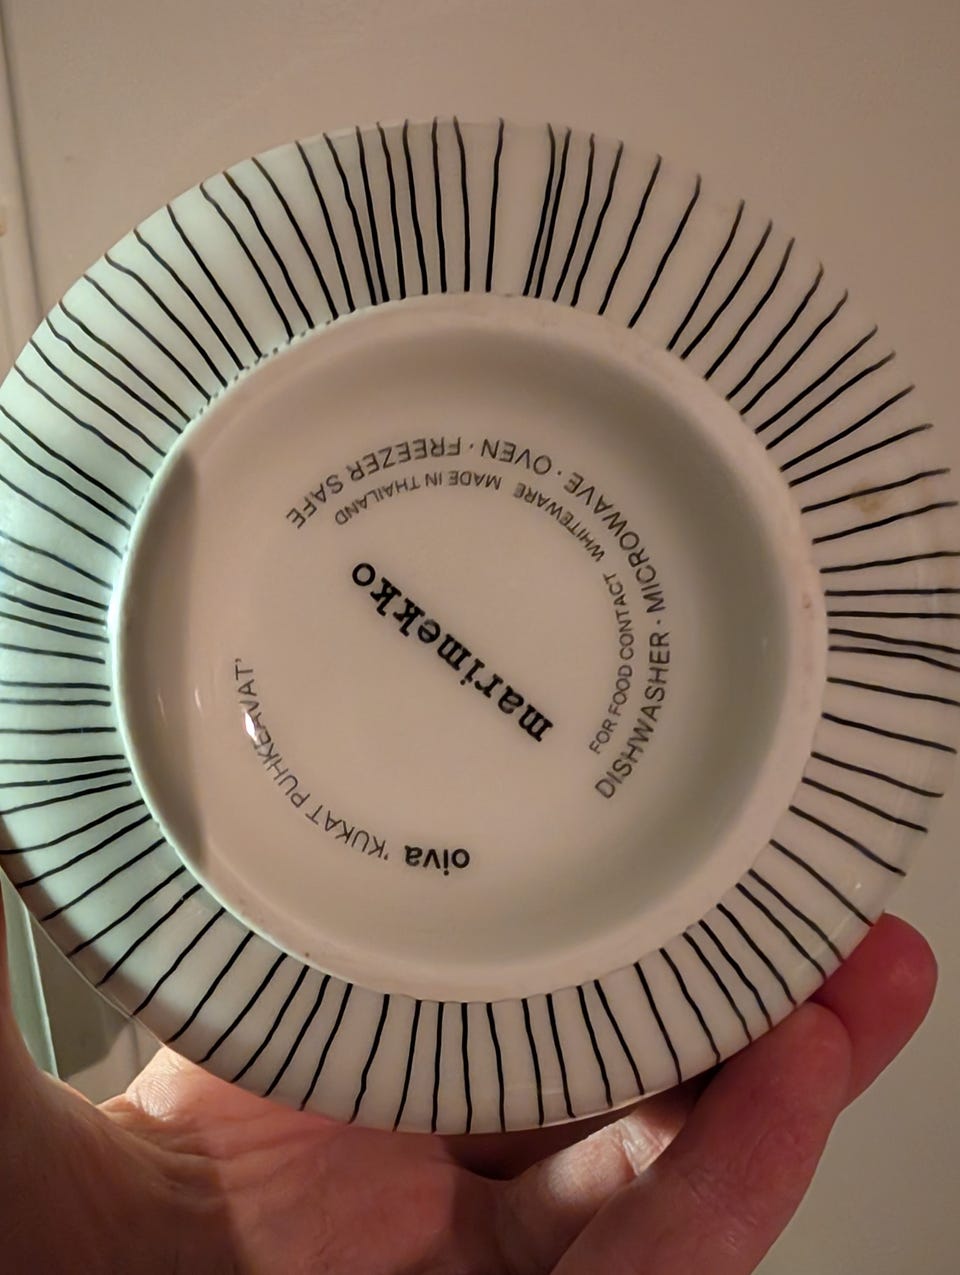 DISHWASHER · MICROWAVE · OVEN · FREEZER SAFE
FOR FOOD CONTACT WHITEWARE MADE IN THAILAND
marimekko
oiva 'KUKAT PUHKEAVAT'